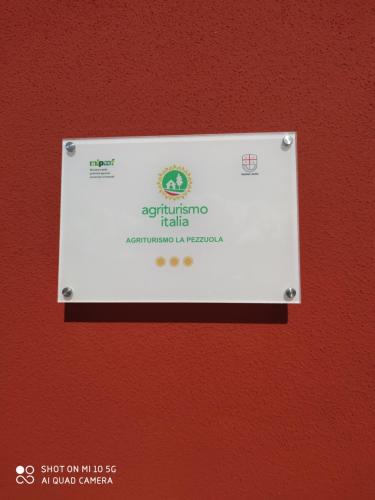 mipaaf
agriturismo
italia
AGRITURISMO LA PEZZUOLA
SHOT ON MI 10 5G
AI QUAD CAMERA